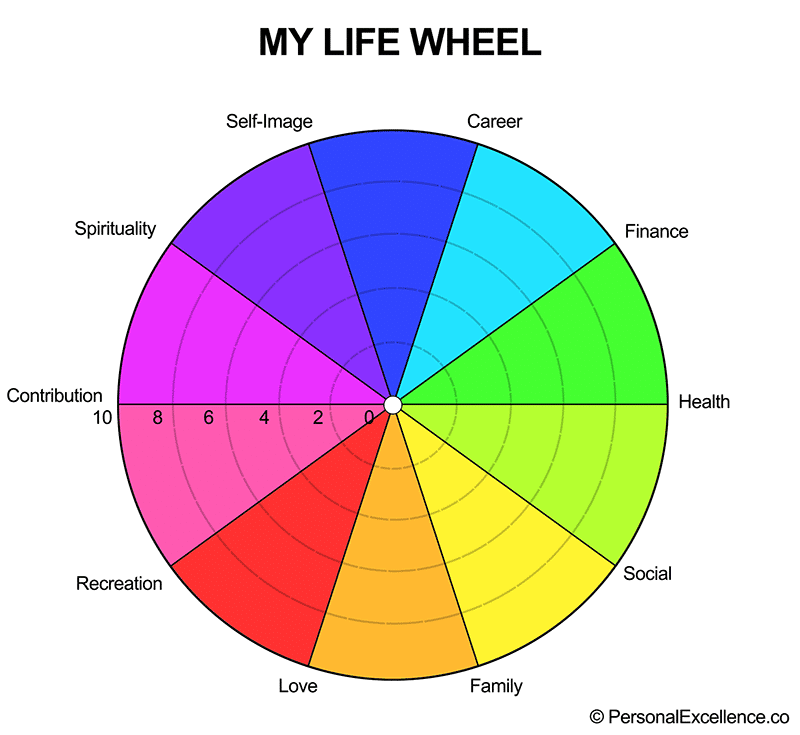 MY LIFE WHEEL
Self-Image
Career
Spirituality
Finance
Contribution
Health
10 8 6 4 2 0
Recreation
Social
Love
Family
© PersonalExcellence.co